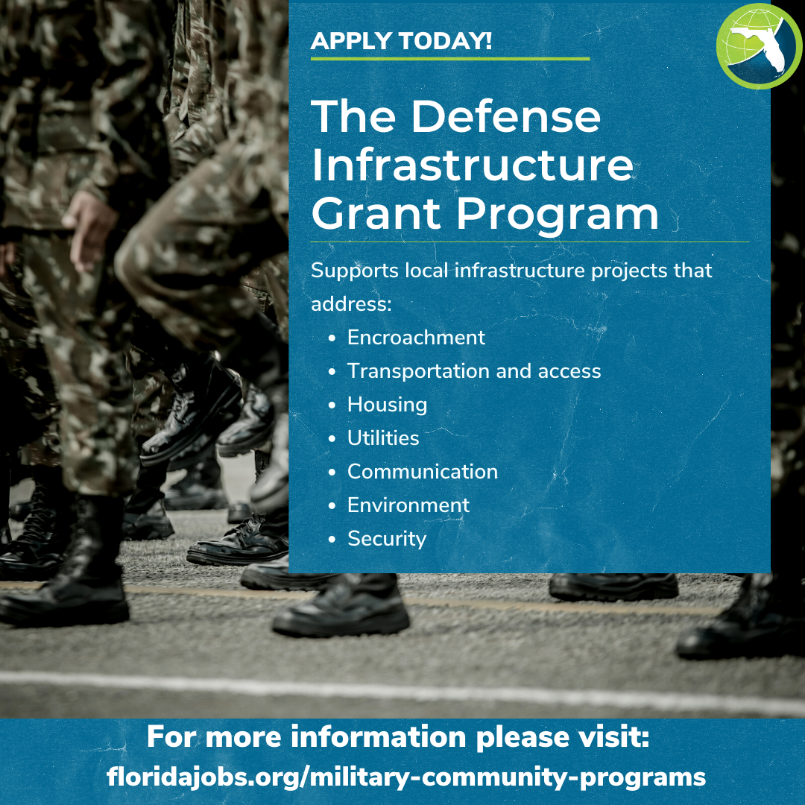 APPLY TODAY!
The Defense
Infrastructure
Grant Program
Supports local infrastructure projects that
address:
• Encroachment
• Transportation and access
• Housing
• Utilities
• Communication
• Environment
• Security
For more information please visit:
floridajobs.org/military-community-programs